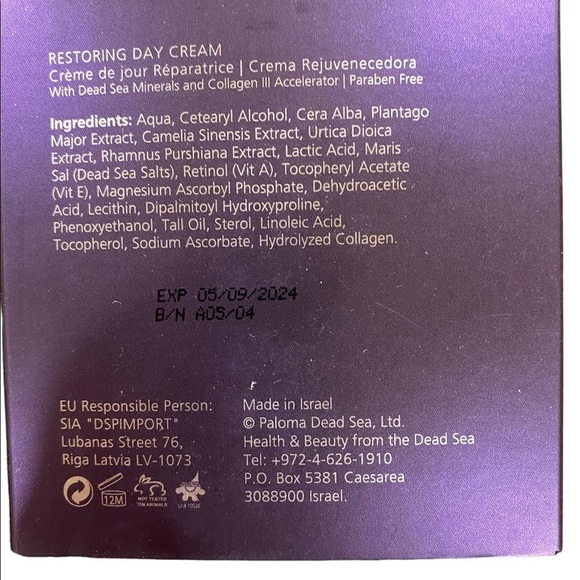 RESTORING DAY CREAM
Crème de jour Réparatrice | Crema Rejuvenecedora
With Dead Sea Minerals and Collagen III Accelerator | Paraben Free
Ingredients: Aqua, Cetearyl Alcohol, Cera Alba, Plantago
Major Extract, Camelia Sinensis Extract, Urtica Dioica
Extract, Rhamnus Purshiana Extract, Lactic Acid, Maris
Sal (Dead Sea Salts), Retinol (Vit A), Tocopheryl Acetate
(Vit E), Magnesium Ascorbyl Phosphate, Dehydroacetic
Acid, Lecithin, Dipalmitoyl Hydroxyproline,
Phenoxyethanol, Tall Oil, Sterol, Linoleic Acid,
Tocopherol, Sodium Ascorbate, Hydrolyzed Collagen.
EXP 05/09/2024
B/N A05/04
EU Responsible Person:
SIA "DSPIMPORT"
Lubanas Street 76,
Riga Latvia LV-1073
12M
NOT TESTED
ON ANIMALS
Made in Israel
© Paloma Dead Sea, Ltd.
Health & Beauty from the Dead Sea
Tel: +972-4-626-1910
P.O. Box 5381 Caesarea
3088900 Israel.